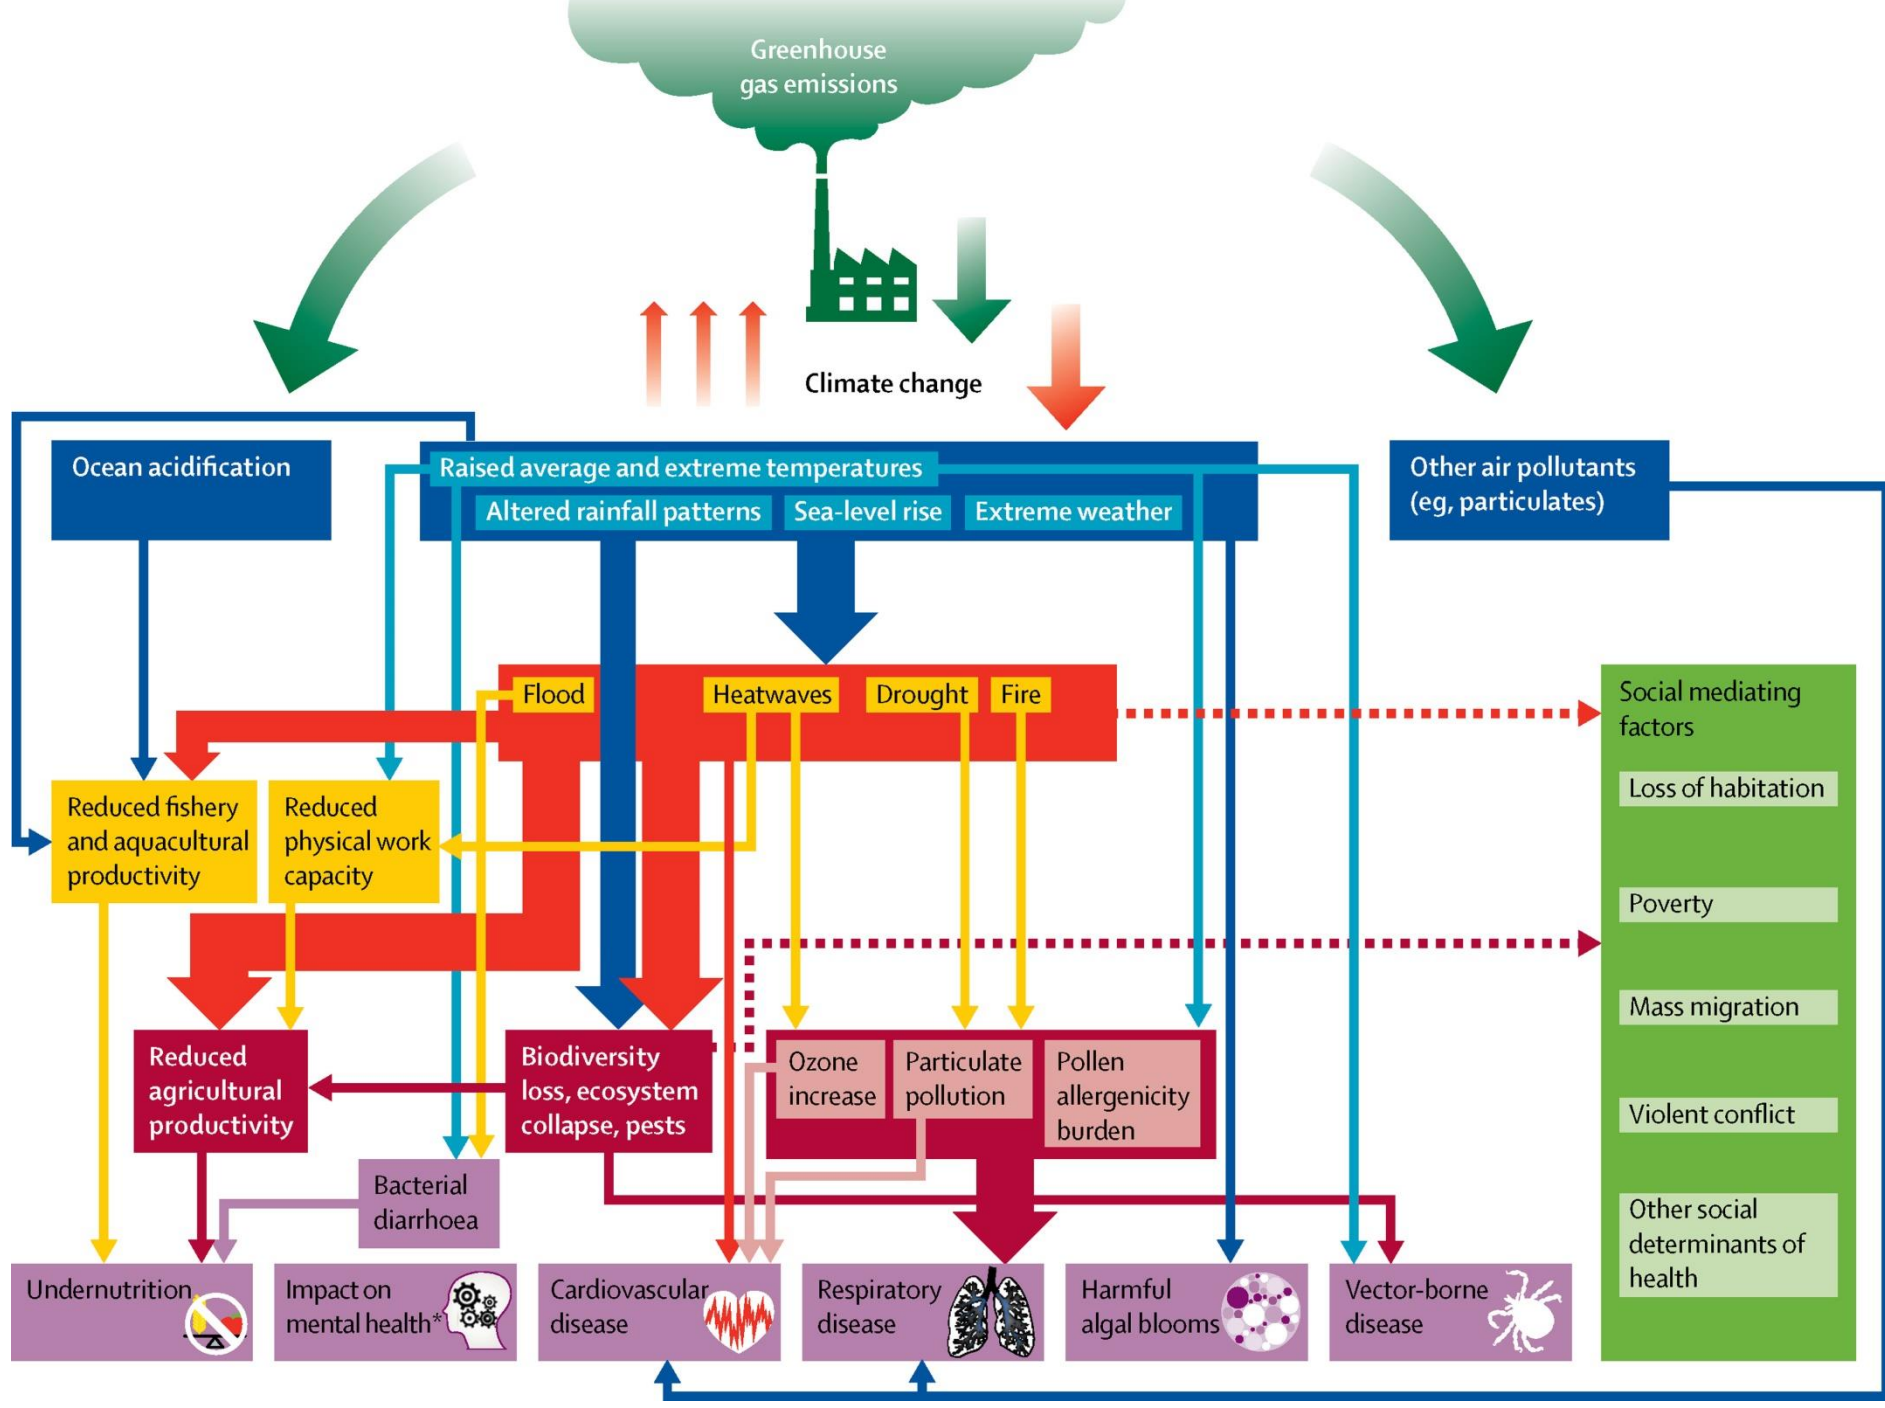 Greenhouse
gas emissions
Climate change
Ocean acidification
Raised average and extreme temperatures
Altered rainfall patterns
Sea-level rise
Extreme weather
Other air pollutants
(eg, particulates)
Flood
Heatwaves
Drought
Fire
Social mediating
factors
Loss of habitation
Poverty
Mass migration
Violent conflict
Other social
determinants of
health
Reduced fishery
and aquacultural
productivity
Reduced
physical work
capacity
Reduced
agricultural
productivity
Biodiversity
loss, ecosystem
collapse, pests
Ozone
increase
Particulate
pollution
Pollen
allergenicity
burden
Bacterial
diarrhoea
Undernutrition
Impact on
mental health*
Cardiovascular
disease
Respiratory
disease
Harmful
algal blooms
Vector-borne
disease